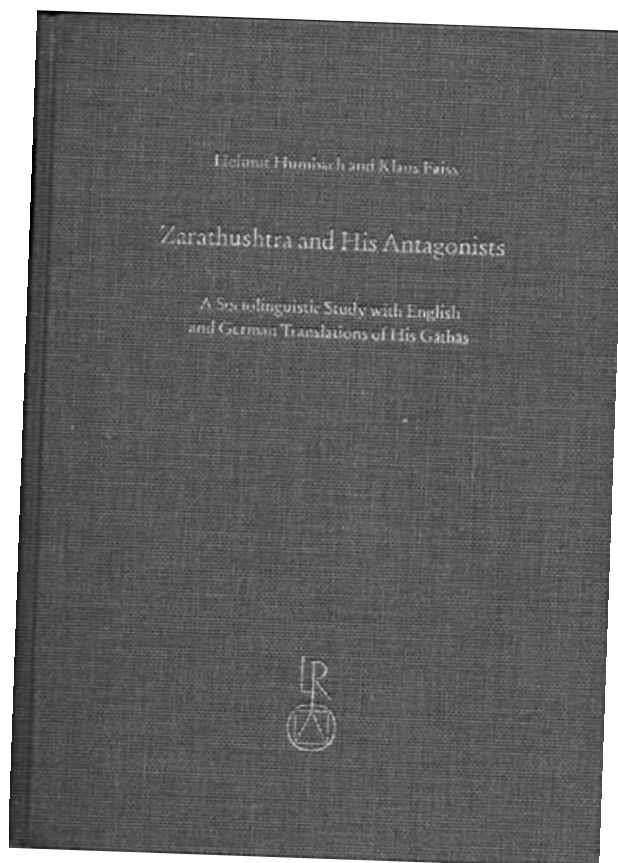 Helmut Humbach and Klaus Faiss
Zarathushtra and His Antagonists
A Sociolinguistic Study with English
and German Translations of His Gāthās
LR